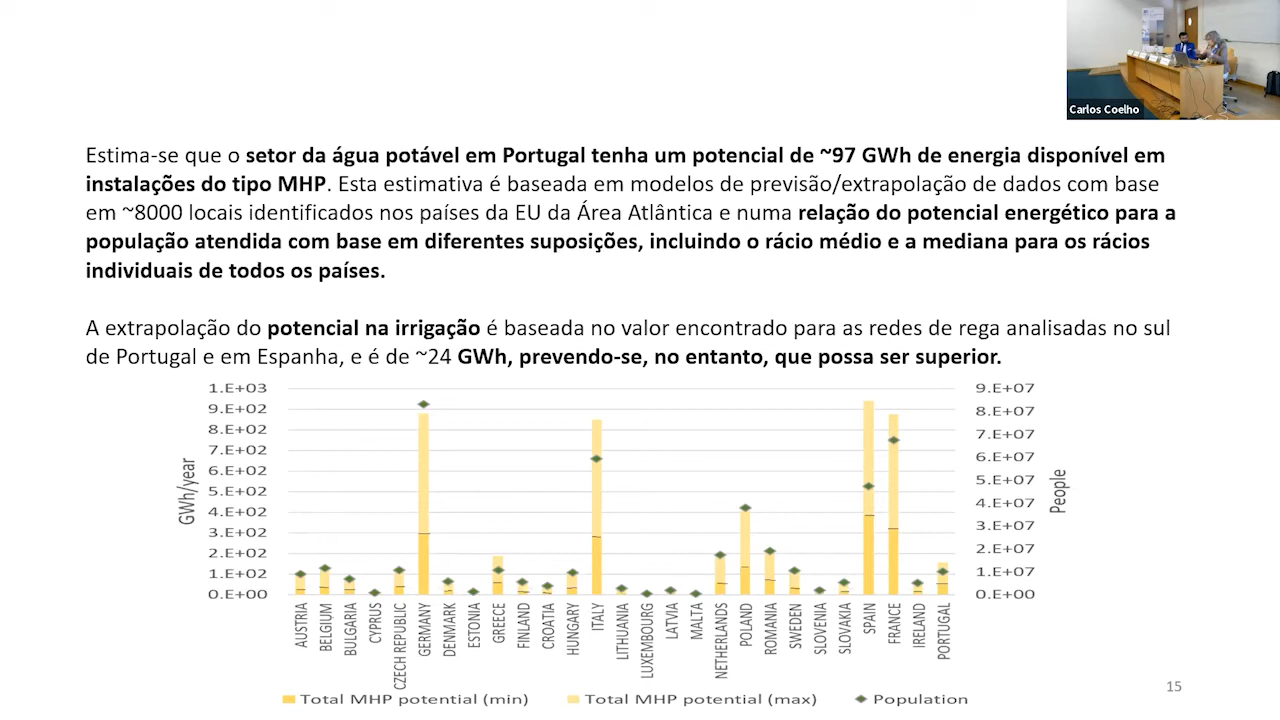 Carlos Coelho
Estima-se que o setor da água potável em Portugal tenha um potencial de ~97 GWh de energia disponível em
instalações do tipo MHP. Esta estimativa é baseada em modelos de previsão/extrapolação de dados com base
em ~8000 locais identificados nos países da EU da Área Atlântica e numa relação do potencial energético para a
população atendida com base em diferentes suposições, incluindo o rácio médio e a mediana para os rácios
individuais de todos os países.
A extrapolação do potencial na irrigação é baseada no valor encontrado para as redes de rega analisadas no sul
de Portugal e em Espanha, e é de ~24 GWh, prevendo-se, no entanto, que possa ser superior.
GWh/year
1.E+03
9.E+02
8.E+02
7.E+02
6.E+02
5.E+02
4.E+02
3.E+02
2.E+02
1.E+02
0.E+00
9.E+07
8.E+07
7.E+07
6.E+07
5.E+07
4.E+07
3.E+07
2.E+07
1.E+07
0.E+00
People
AUSTRIA
BELGIUM
BULGARIA
CYPRUS
CZECH REPUBLIC
GERMANY
DENMARK
ESTONIA
GREECE
FINLAND
CROATIA
HUNGARY
ITALY
LITHUANIA
LUXEMBOURG
LATVIA
MALTA
NETHERLANDS
POLAND
ROMANIA
SWEDEN
SLOVENIA
SLOVAKIA
SPAIN
FRANCE
IRELAND
PORTUGAL
Total MHP potential (min)
Total MHP potential (max)
Population
15